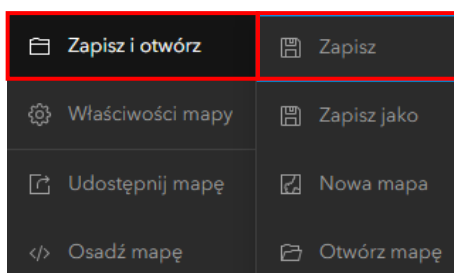 Zapisz i otwórz
Właściwości mapy
Udostępnij mapę
Osadź mapę
Zapisz
Zapisz jako
Nowa mapa
Otwórz mapę